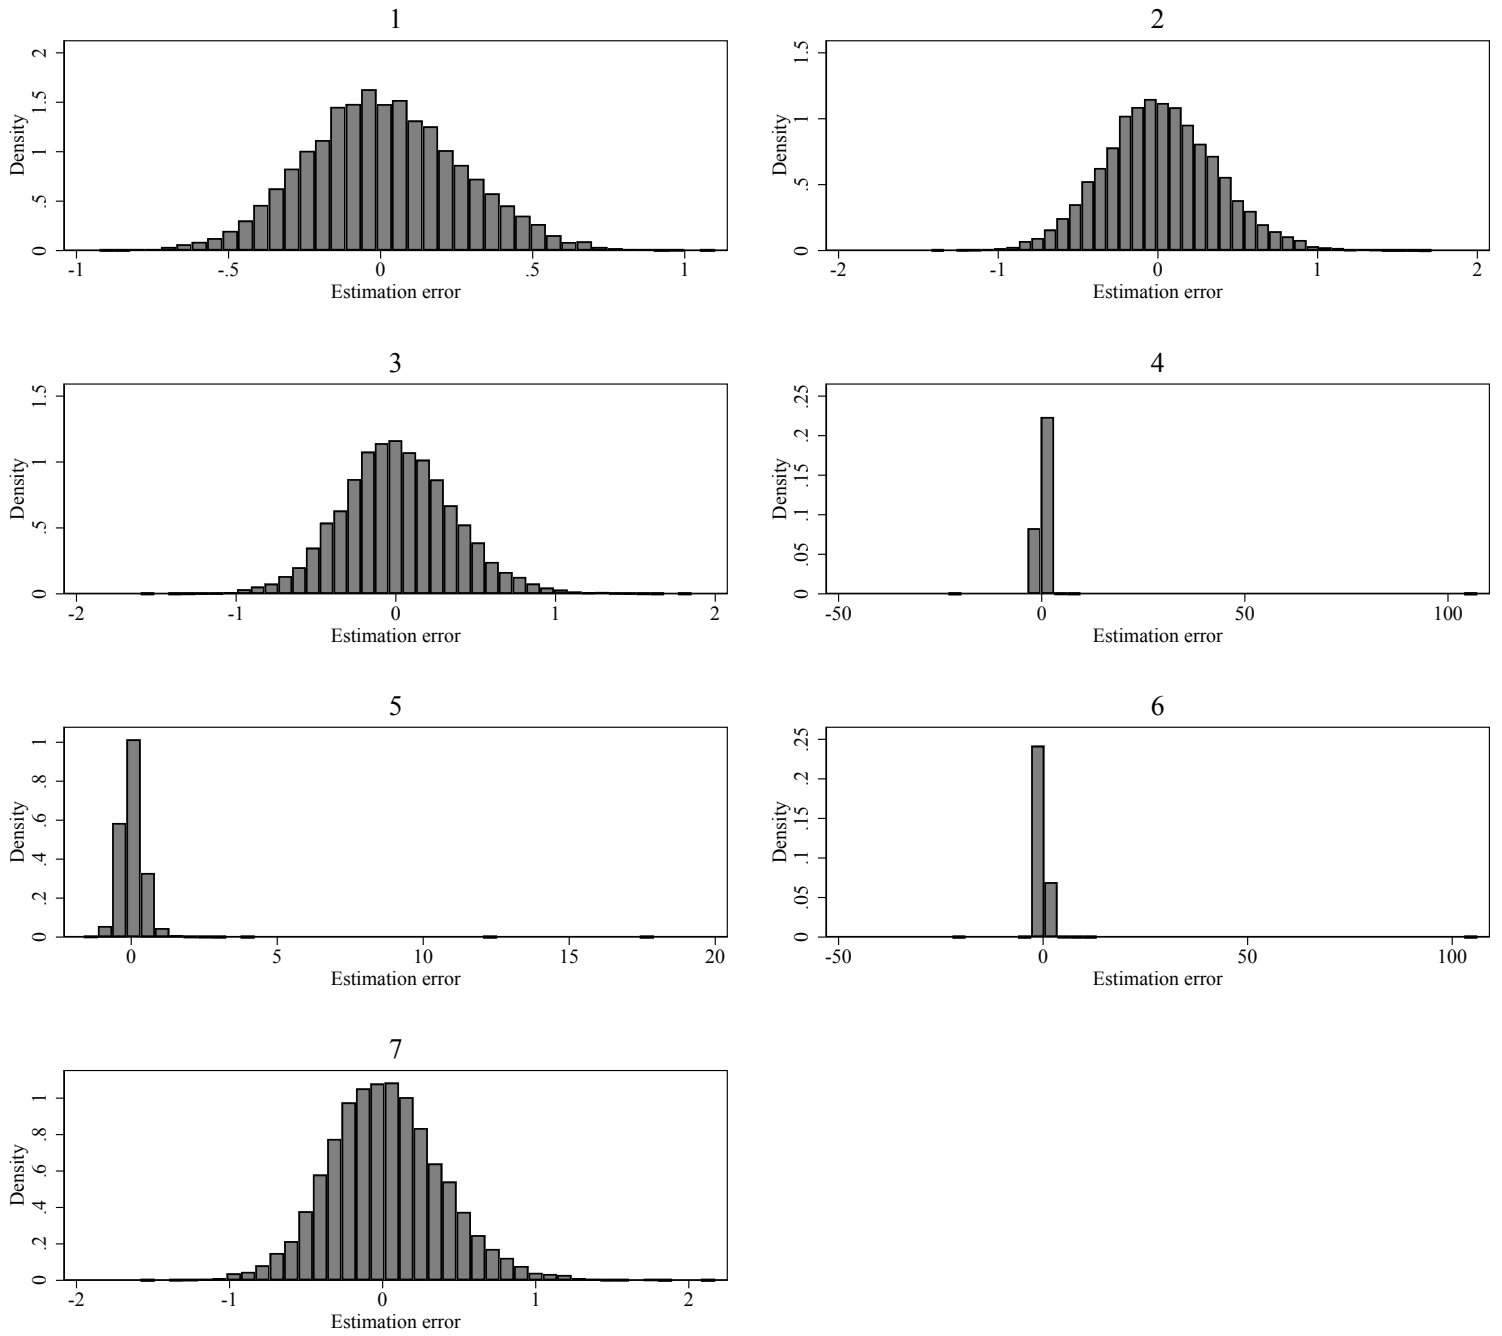 1
2
Density
0 .5 1 1.5 2
-1 -.5 0 .5 1
Estimation error
Density
0 .5 1 1.5
-2 -1 0 1 2
Estimation error
3
4
Density
0 .5 1 1.5
-2 -1 0 1 2
Estimation error
Density
0 .05 .1 .15 .2 .25
-50 0 50 100
Estimation error
5
6
Density
0 .2 .4 .6 .8 1
0 5 10 15 20
Estimation error
Density
0 .05 .1 .15 .2 .25
-50 0 50 100
Estimation error
7
Density
0 .2 .4 .6 .8 1
-2 -1 0 1 2
Estimation error